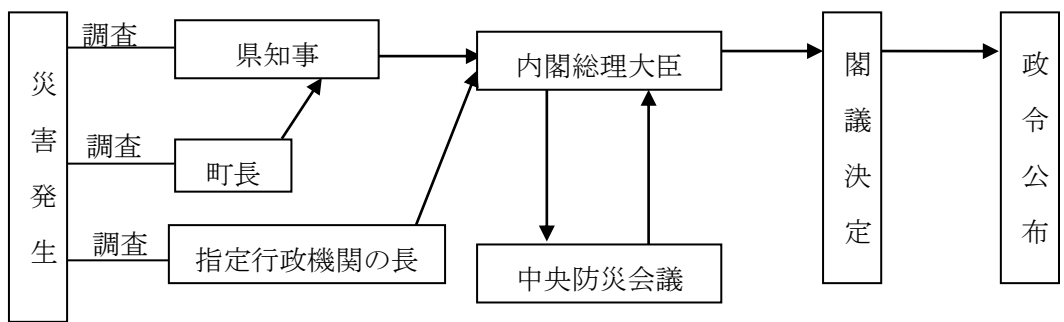 災害発生
調査
県知事
調査
町長
調査
指定行政機関の長
内閣総理大臣
中央防災会議
閣議決定
政令公布